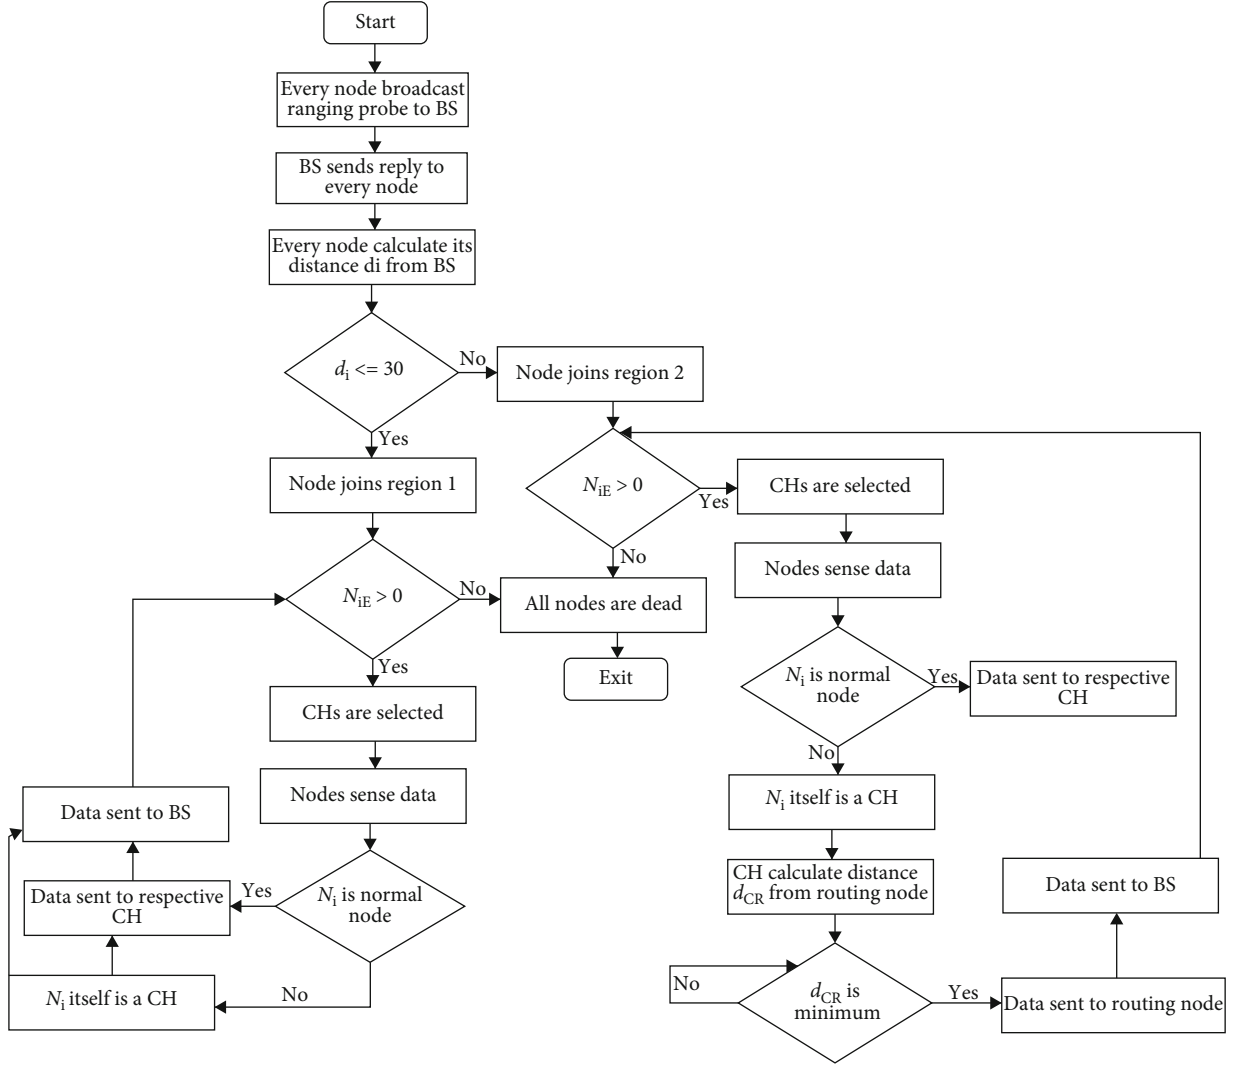 Start
Every node broadcast
ranging probe to BS
BS sends reply to
every node
Every node calculate its
distance di from BS
di <= 30
No
Node joins region 2
Yes
Node joins region 1
NiE > 0
Yes
CHs are selected
Nodes sense data
No
NiE > 0
No
All nodes are dead
Exit
Yes
CHs are selected
Nodes sense data
Ni is normal
node
Yes
Data sent to respective
CH
No
Ni itself is a CH
Data sent to BS
Ni is normal
node
Yes
Data sent to respective
CH
No
Ni itself is a CH
CH calculate distance
dCR from routing node
dCR is
minimum
No
Yes
Data sent to routing node
Data sent to BS